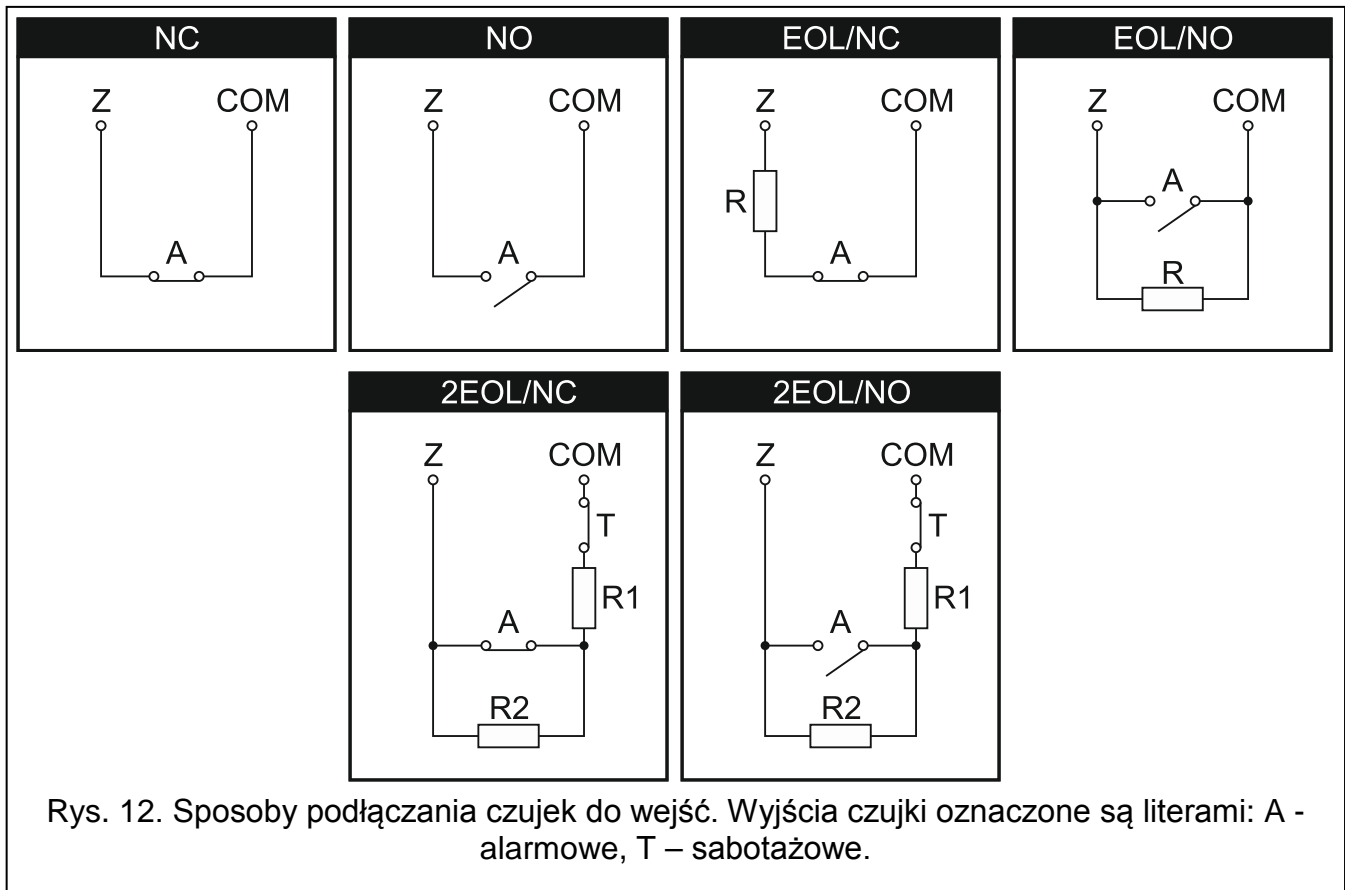 NC
NO
EOL/NC
EOL/NO
Z COM
A
Z COM
A
Z COM
R
A
Z COM
A
R
2EOL/NC
2EOL/NO
Z COM
T
R1
A
R2
Z COM
T
R1
A
R2
Rys. 12. Sposoby podłączania czujek do wejść. Wyjścia czujki oznaczone są literami: A -
alarmowe, T – sabotażowe.